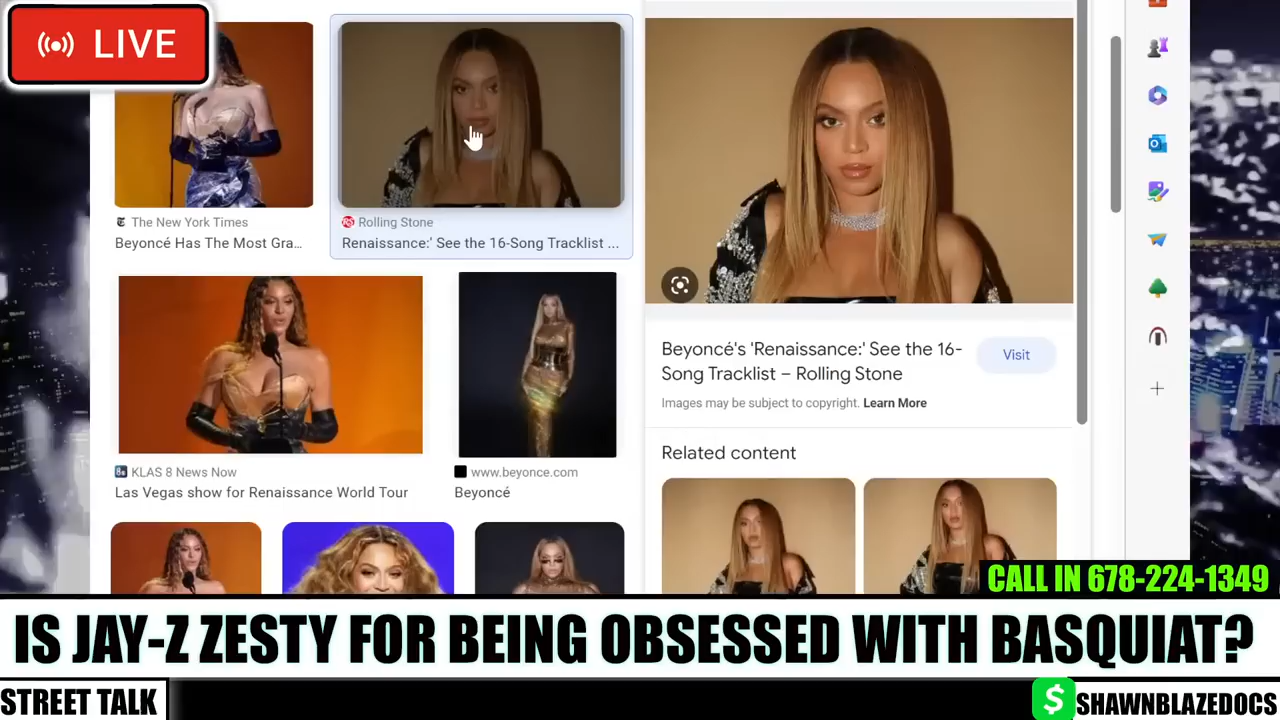 LIVE
The New York Times
Beyoncé Has The Most Gra...
Rolling Stone
Renaissance:' See the 16-Song Tracklist ...
KLAS 8 News Now
Las Vegas show for Renaissance World Tour
www.beyonce.com
Beyoncé
Beyoncé's 'Renaissance:' See the 16-
Song Tracklist – Rolling Stone
Visit
Images may be subject to copyright. Learn More
Related content
CALL IN 678-224-1349
IS JAY-Z ZESTY FOR BEING OBSESSED WITH BASQUIAT?
STREET TALK
$ SHAWNBLAZEDOCS